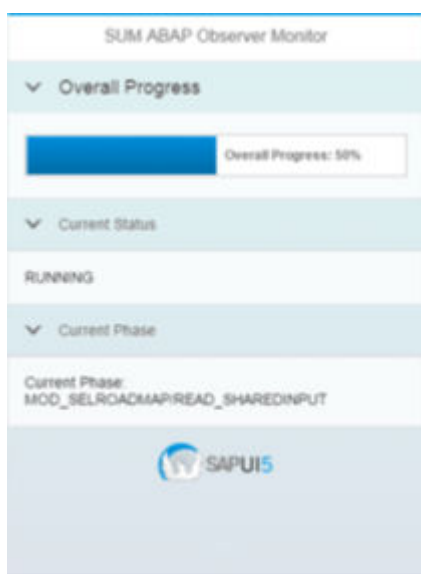 SUM ABAP Observer Monitor
Overall Progress
Overall Progress: 50%
Current Status
RUNNING
Current Phase
Current Phase:
MOD_SELROADMAP/READ_SHAREDINPUT
SAPUI5